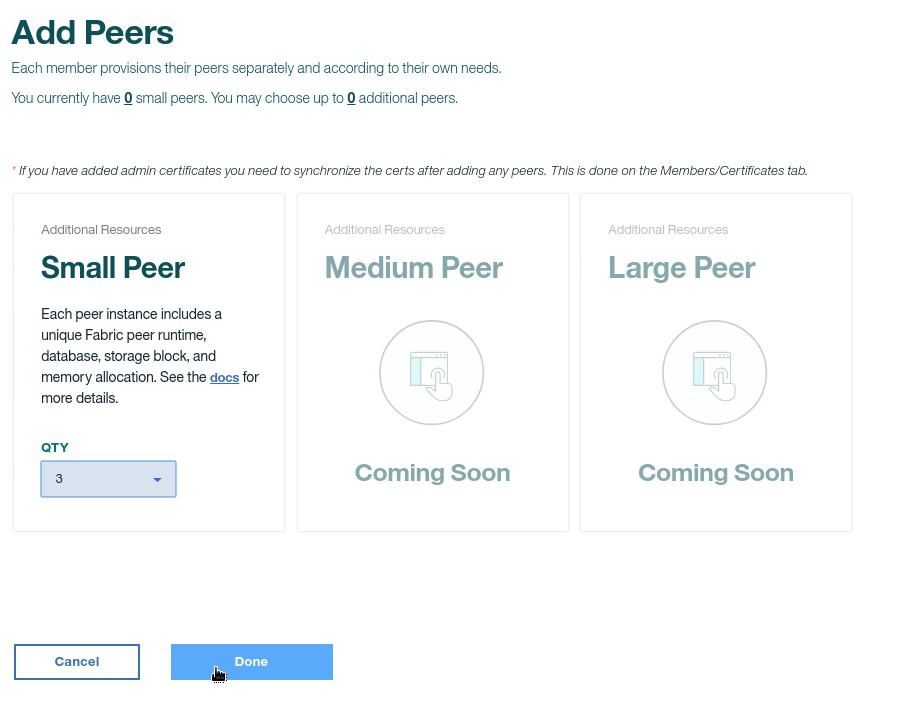 Add Peers
Each member provisions their peers separately and according to their own needs.
You currently have 0 small peers. You may choose up to 0 additional peers.
* If you have added admin certificates you need to synchronize the certs after adding any peers. This is done on the Members/Certificates tab.
Additional Resources
Small Peer
Each peer instance includes a
unique Fabric peer runtime,
database, storage block, and
memory allocation. See the docs for
more details.
QTY
3
Additional Resources
Medium Peer
Coming Soon
Additional Resources
Large Peer
Coming Soon
Cancel
Done